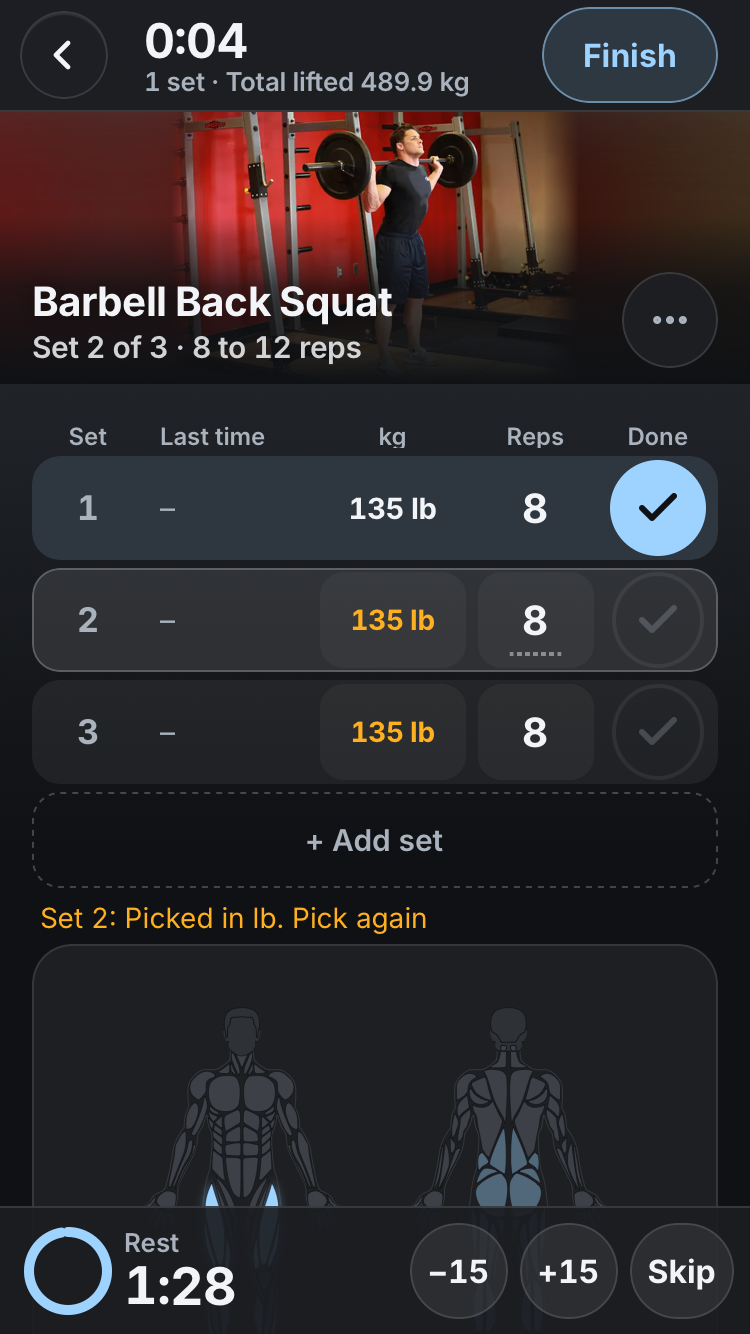 0:04
1 set · Total lifted 489.9 kg
Finish
Barbell Back Squat
Set 2 of 3 · 8 to 12 reps
Set Last time kg Reps Done
1 – 135 lb 8
2 – 135 lb 8
3 – 135 lb 8
+ Add set
Set 2: Picked in lb. Pick again
Rest
1:28
−15 +15 Skip